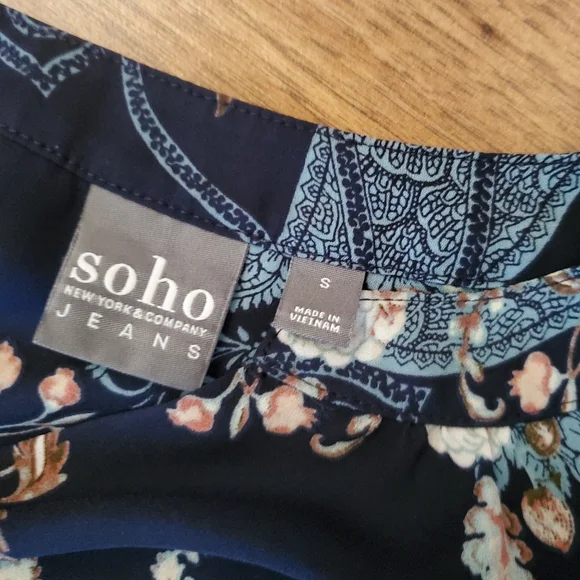 soho
NEW YORK & COMPANY
JEANS
S
MADE IN
VIETNAM